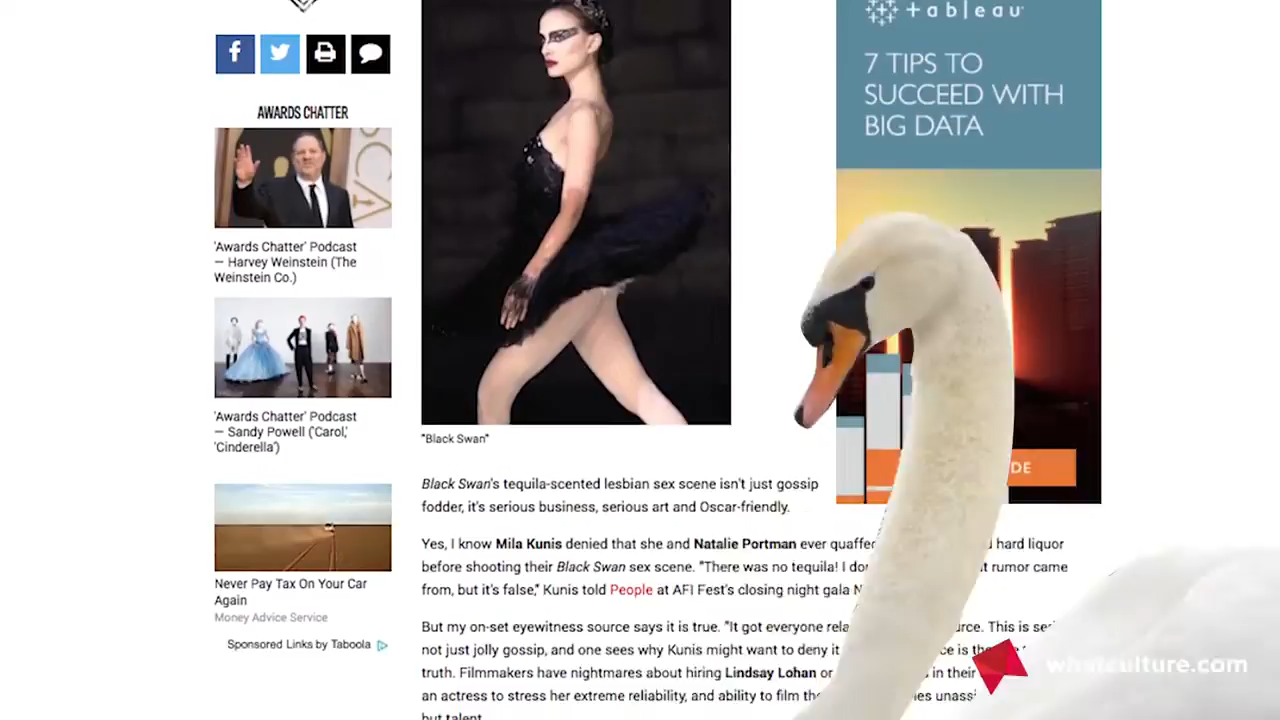 AWARDS CHATTER
'Awards Chatter' Podcast
— Harvey Weinstein (The
Weinstein Co.)
'Awards Chatter' Podcast
— Sandy Powell ('Carol,'
'Cinderella')
Never Pay Tax On Your Car
Again
Money Advice Service
Sponsored Links by Taboola
"Black Swan"
Black Swan's tequila-scented lesbian sex scene isn't just gossip
fodder, it's serious business, serious art and Oscar-friendly.
Yes, I know Mila Kunis denied that she and Natalie Portman ever hard liquor
before shooting their Black Swan sex scene. "There was no tequila! I rumor came
from, but it's false," Kunis told People at AFI Fest's closing night gala
But my on-set eyewitness source says it is true. "It got everyone This is
not just jolly gossip, and one sees why Kunis might want to deny it is
truth. Filmmakers have nightmares about hiring Lindsay Lohan or in their
an actress to stress her extreme reliability, and ability to film
but talent
+ a b | e a u
7 TIPS TO
SUCCEED WITH
BIG DATA
whatculture.com